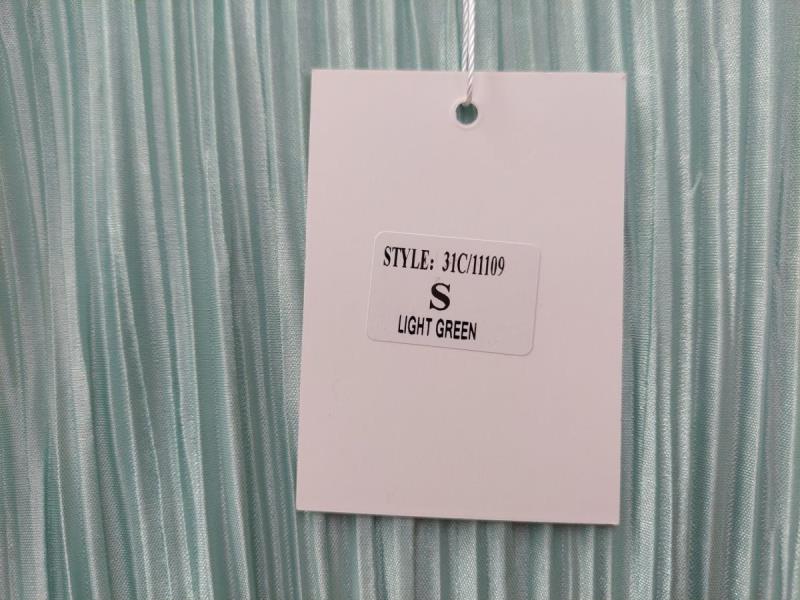 STYLE: 31C/11109
S
LIGHT GREEN